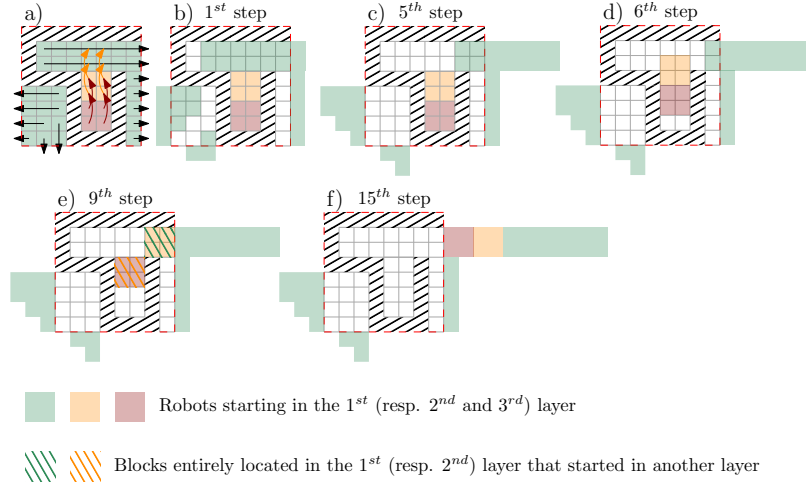 a) b) 1st step c) 5th step d) 6th step
e) 9th step f) 15th step
Robots starting in the 1st (resp. 2nd and 3rd) layer
Blocks entirely located in the 1st (resp. 2nd) layer that started in another layer